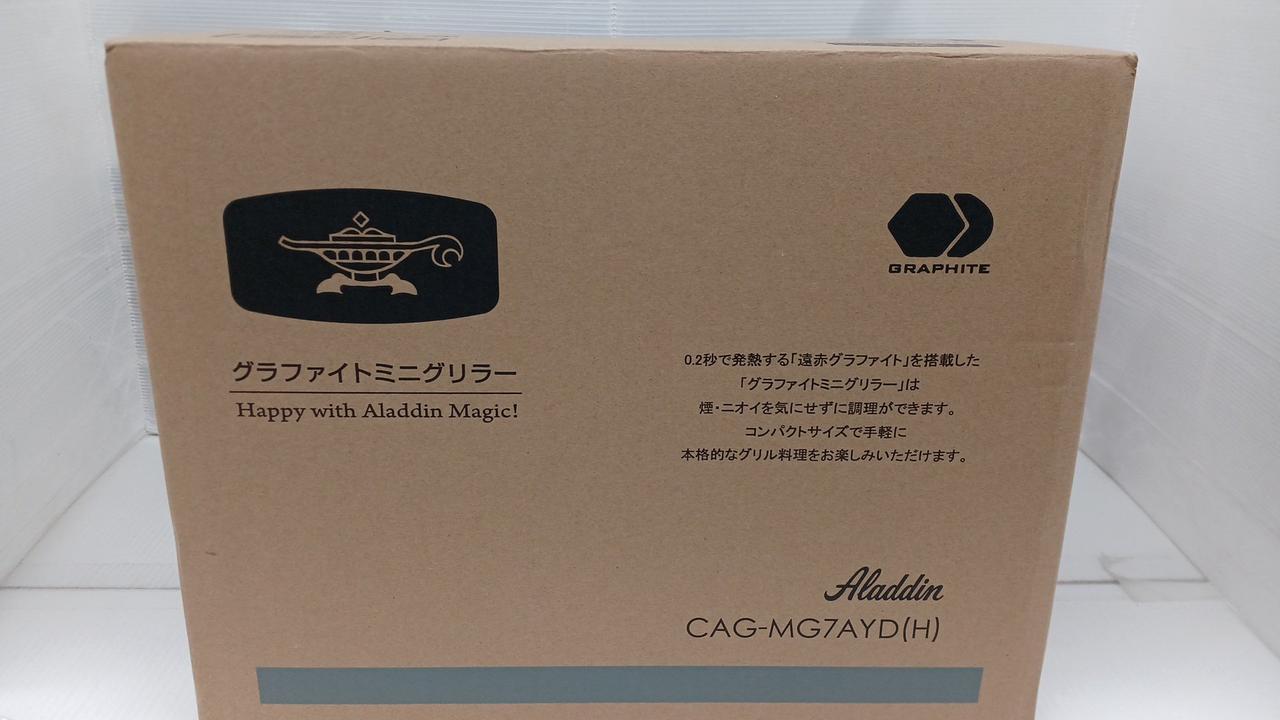 グラファイトミニグリラー
Happy with Aladdin Magic!
GRAPHITE
0.2秒で発熱する「遠赤グラファイト」を搭載した
「グラファイトミニグリラー」は
煙・ニオイを気にせずに調理ができます。
コンパクトサイズで手軽に
本格的なグリル料理をお楽しみいただけます。
Aladdin
CAG-MG7AYD(H)